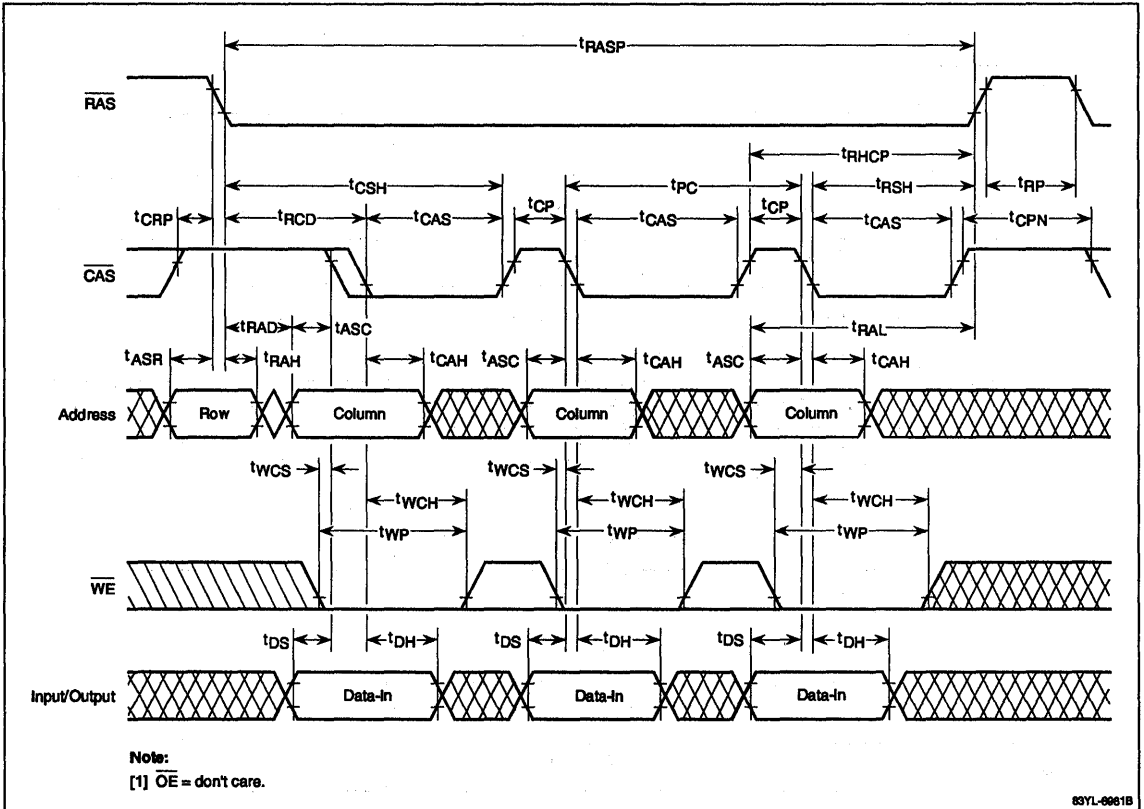 tRASP
RAS
tRHCP
tCSH tPC tRSH tRP
tCRP tRCD tCAS tCP tCAS tCP tCAS tCPN
CAS
tRAD tASC tRAL
tASR tRAH tCAH tASC tCAH tASC tCAH
Address Row Column Column Column
tWCS tWCS tWCS
tWCH tWCH tWCH
tWP tWP tWP
WE
tDS tDH tDS tDH tDS tDH
Input/Output Data-In Data-In Data-In
Note:
[1] OE = don't care.
83YL-6961B